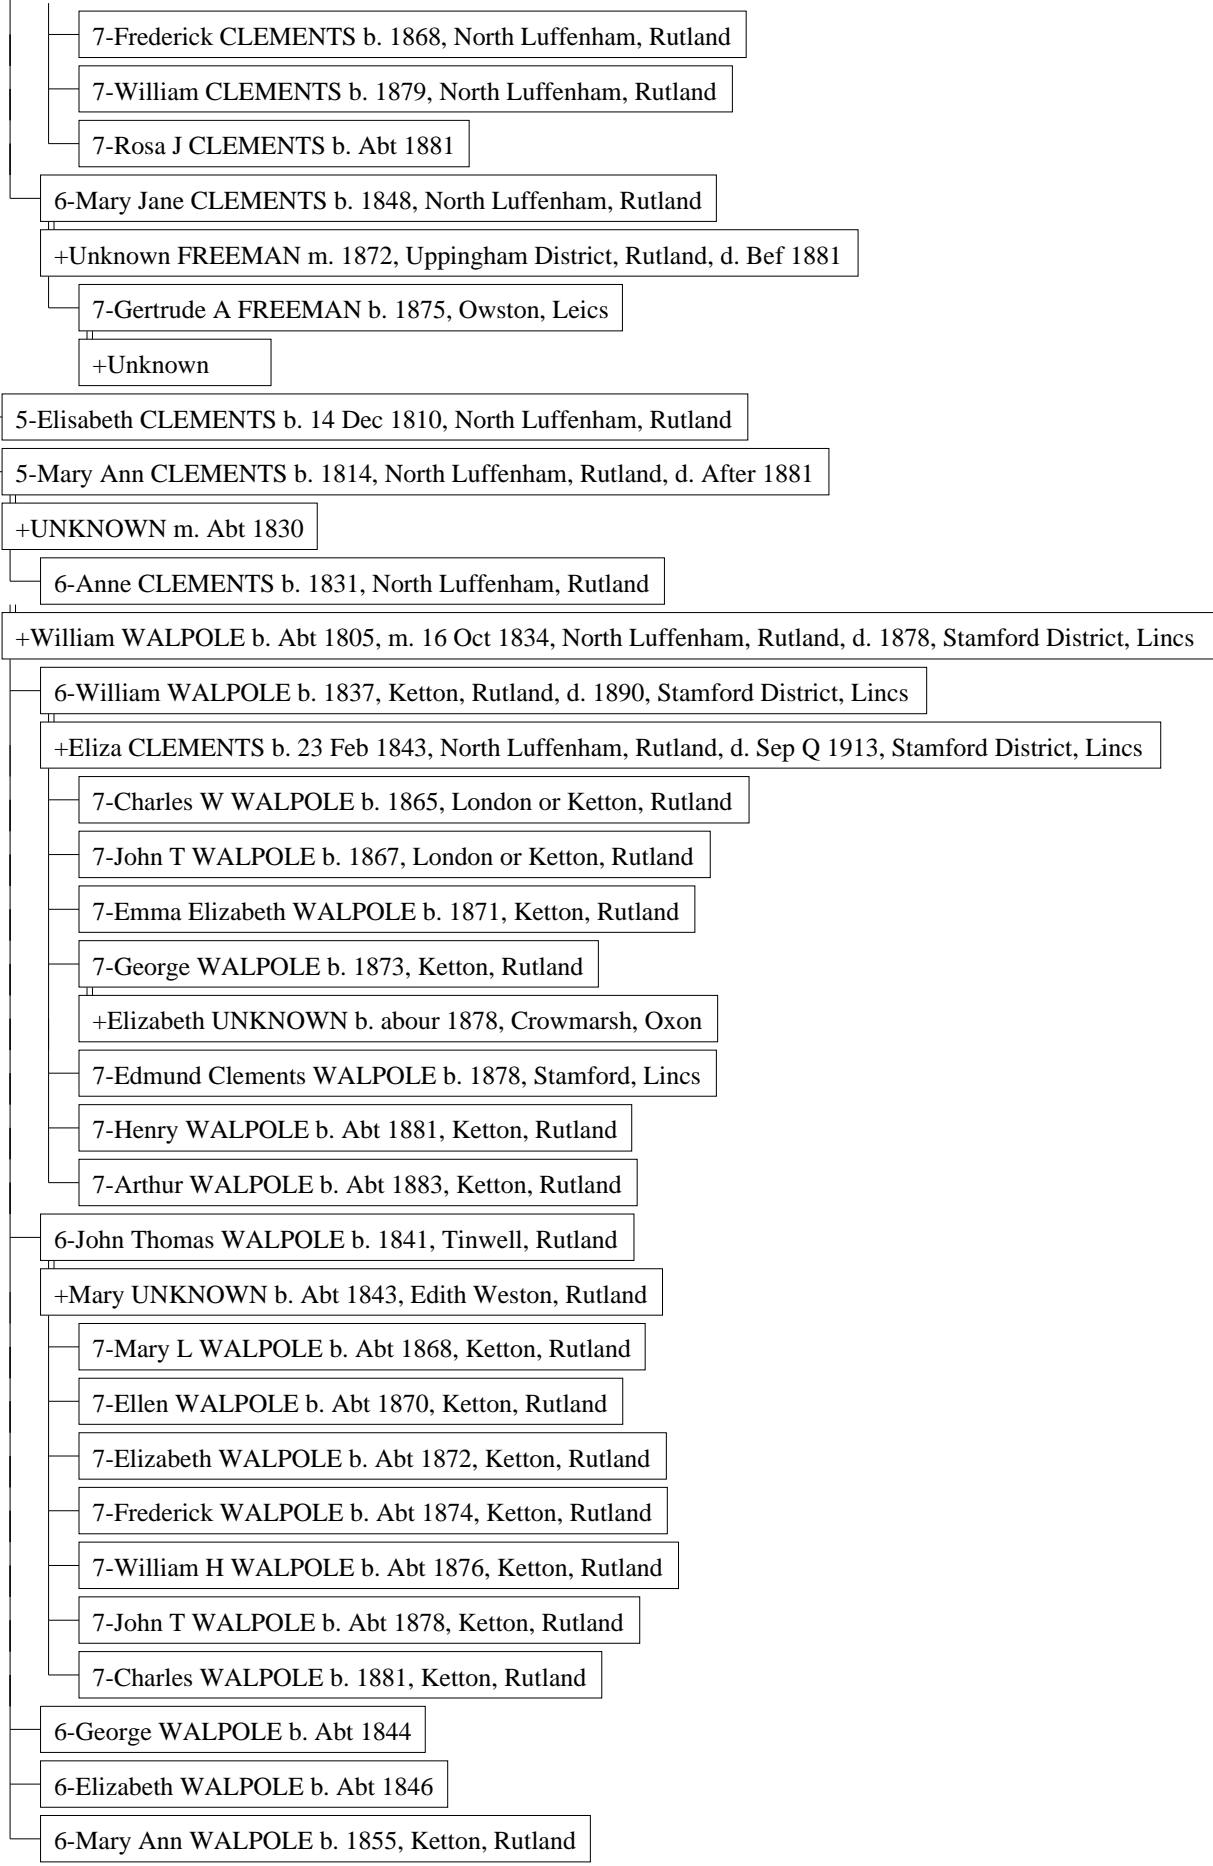 7-Frederick CLEMENTS b. 1868, North Luffenham, Rutland
7-William CLEMENTS b. 1879, North Luffenham, Rutland
7-Rosa J CLEMENTS b. Abt 1881
6-Mary Jane CLEMENTS b. 1848, North Luffenham, Rutland
+Unknown FREEMAN m. 1872, Uppingham District, Rutland, d. Bef 1881
7-Gertrude A FREEMAN b. 1875, Owston, Leics
+Unknown
5-Elisabeth CLEMENTS b. 14 Dec 1810, North Luffenham, Rutland
5-Mary Ann CLEMENTS b. 1814, North Luffenham, Rutland, d. After 1881
+UNKNOWN m. Abt 1830
6-Anne CLEMENTS b. 1831, North Luffenham, Rutland
+William WALPOLE b. Abt 1805, m. 16 Oct 1834, North Luffenham, Rutland, d. 1878, Stamford District, Lincs
6-William WALPOLE b. 1837, Ketton, Rutland, d. 1890, Stamford District, Lincs
+Eliza CLEMENTS b. 23 Feb 1843, North Luffenham, Rutland, d. Sep Q 1913, Stamford District, Lincs
7-Charles W WALPOLE b. 1865, London or Ketton, Rutland
7-John T WALPOLE b. 1867, London or Ketton, Rutland
7-Emma Elizabeth WALPOLE b. 1871, Ketton, Rutland
7-George WALPOLE b. 1873, Ketton, Rutland
+Elizabeth UNKNOWN b. abour 1878, Crowmarsh, Oxon
7-Edmund Clements WALPOLE b. 1878, Stamford, Lincs
7-Henry WALPOLE b. Abt 1881, Ketton, Rutland
7-Arthur WALPOLE b. Abt 1883, Ketton, Rutland
6-John Thomas WALPOLE b. 1841, Tinwell, Rutland
+Mary UNKNOWN b. Abt 1843, Edith Weston, Rutland
7-Mary L WALPOLE b. Abt 1868, Ketton, Rutland
7-Ellen WALPOLE b. Abt 1870, Ketton, Rutland
7-Elizabeth WALPOLE b. Abt 1872, Ketton, Rutland
7-Frederick WALPOLE b. Abt 1874, Ketton, Rutland
7-William H WALPOLE b. Abt 1876, Ketton, Rutland
7-John T WALPOLE b. Abt 1878, Ketton, Rutland
7-Charles WALPOLE b. 1881, Ketton, Rutland
6-George WALPOLE b. Abt 1844
6-Elizabeth WALPOLE b. Abt 1846
6-Mary Ann WALPOLE b. 1855, Ketton, Rutland